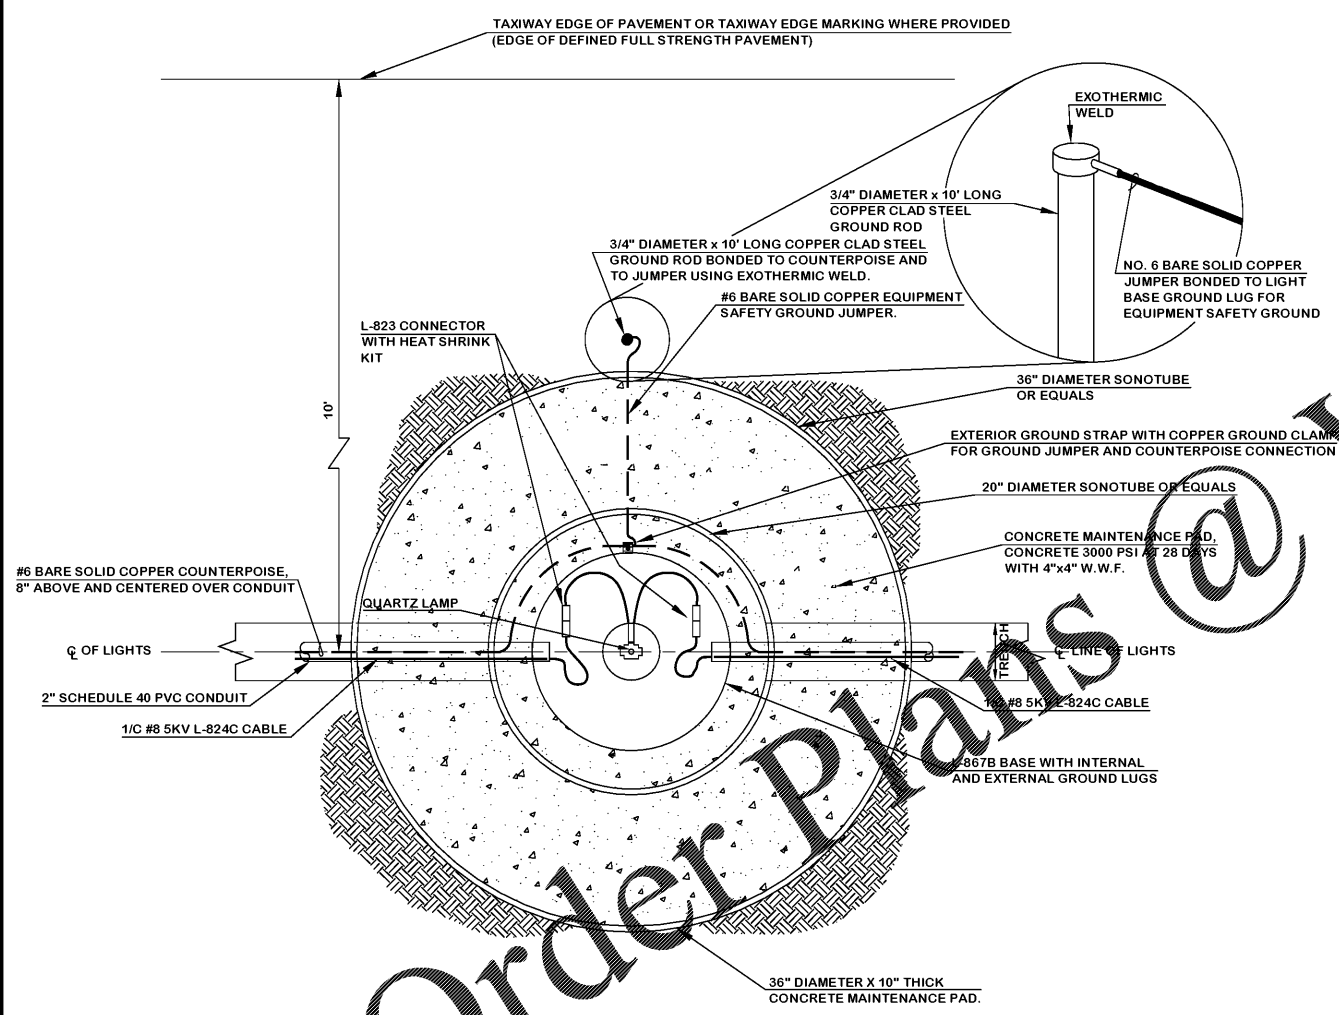 TAXIWAY EDGE OF PAVEMENT OR TAXIWAY EDGE MARKING WHERE PROVIDED
(EDGE OF DEFINED FULL STRENGTH PAVEMENT)
EXOTHERMIC
WELD
3/4" DIAMETER x 10' LONG
COPPER CLAD STEEL
GROUND ROD
3/4" DIAMETER x 10' LONG COPPER CLAD STEEL
GROUND ROD BONDED TO COUNTERPOISE AND
TO JUMPER USING EXOTHERMIC WELD.
NO. 6 BARE SOLID COPPER
JUMPER BONDED TO LIGHT
BASE GROUND LUG FOR
EQUIPMENT SAFETY GROUND
#6 BARE SOLID COPPER EQUIPMENT
SAFETY GROUND JUMPER.
L-823 CONNECTOR
WITH HEAT SHRINK
KIT
10'
36" DIAMETER SONOTUBE
OR EQUALS
EXTERIOR GROUND STRAP WITH COPPER GROUND CLAMP
FOR GROUND JUMPER AND COUNTERPOISE CONNECTION
20" DIAMETER SONOTUBE OR EQUALS
CONCRETE MAINTENANCE PAD,
CONCRETE 3000 PSI AT 28 DAYS
WITH 4"x4" W.W.F.
#6 BARE SOLID COPPER COUNTERPOISE,
8" ABOVE AND CENTERED OVER CONDUIT
QUARTZ LAMP
℄ OF LIGHTS
TRENCH
℄ LINE OF LIGHTS
2" SCHEDULE 40 PVC CONDUIT
1/C #8 5KV L-824C CABLE
1/C #8 5KV L-824C CABLE
L-867B BASE WITH INTERNAL
AND EXTERNAL GROUND LUGS
36" DIAMETER X 10" THICK
CONCRETE MAINTENANCE PAD.
Order Plans @